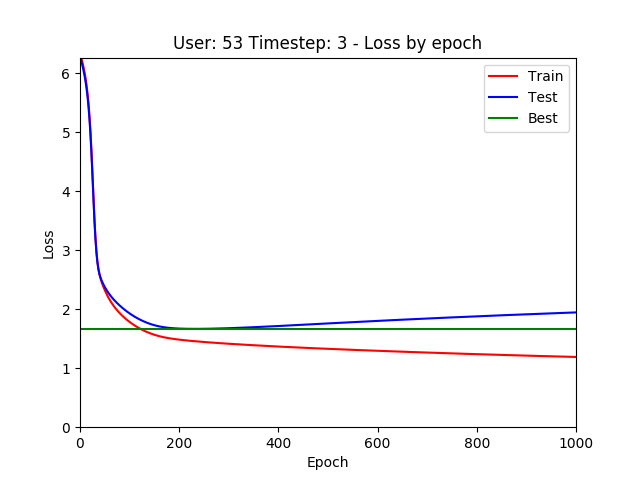 User: 53 Timestep: 3 - Loss by epoch
Train
Test
Best
Loss
6
5
4
3
2
1
0
0 200 400 600 800 1000
Epoch